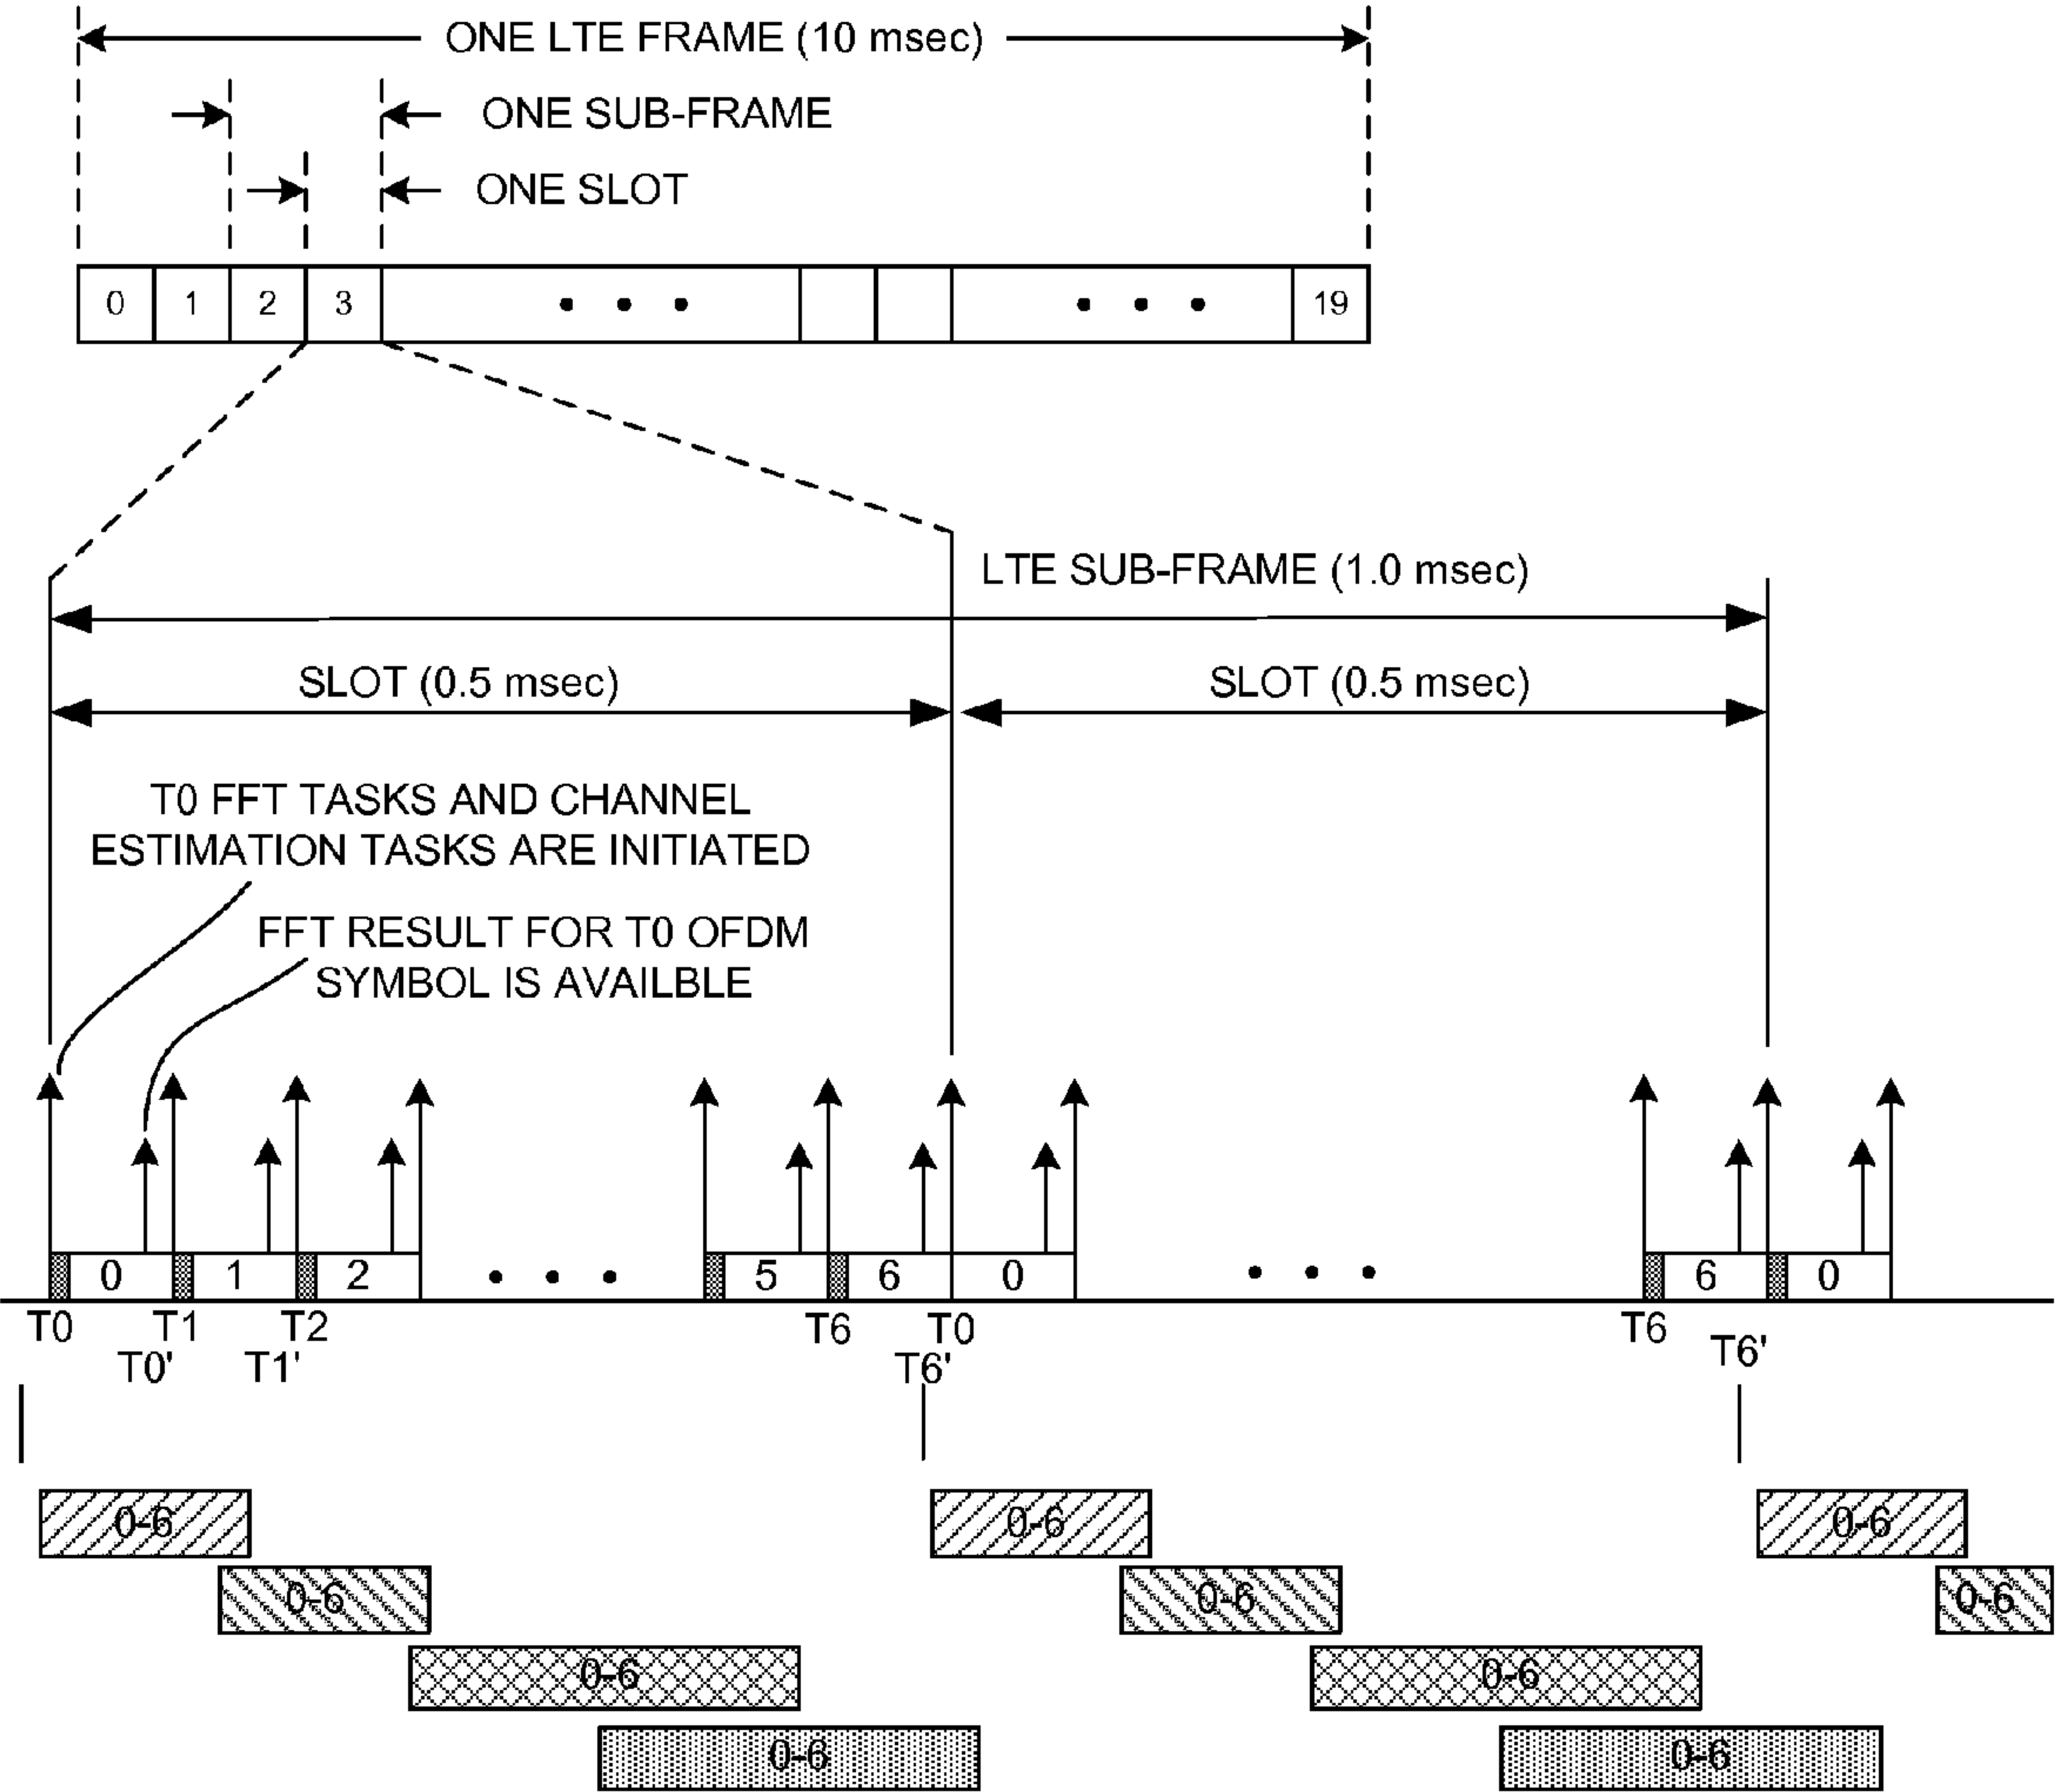 ONE LTE FRAME (10 msec)
ONE SUB-FRAME
ONE SLOT
0 1 2 3 • • • • • • 19
LTE SUB-FRAME (1.0 msec)
SLOT (0.5 msec) SLOT (0.5 msec)
T0 FFT TASKS AND CHANNEL
ESTIMATION TASKS ARE INITIATED
FFT RESULT FOR T0 OFDM
SYMBOL IS AVAILBLE
0 1 2 • • • 5 6 0 • • • 6 0
T0 T1 T2 T6 T0 T6
T0' T1' T6' T6'
0-6 0-6 0-6
0-6 0-6 0-6
0-6 0-6
0-6 0-6